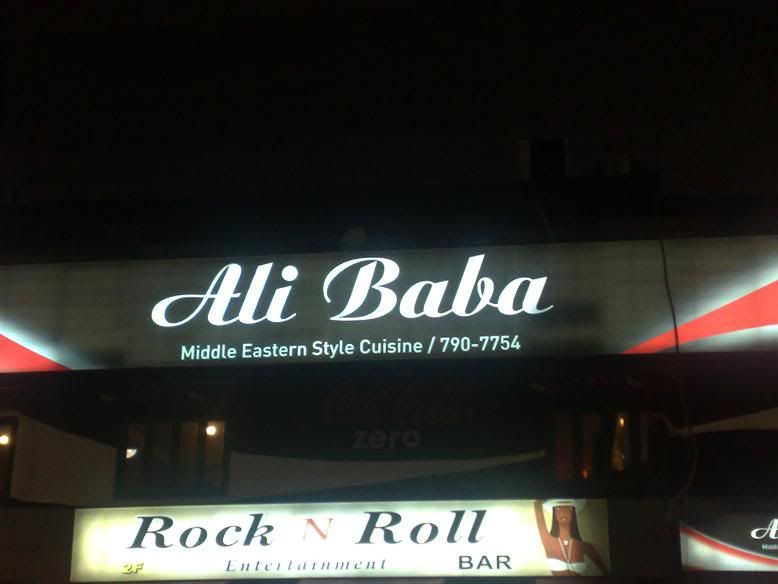 Ali Baba
Middle Eastern Style Cuisine / 790-7754
Coca-Cola
zero
Rock N Roll
2F Entertainment BAR